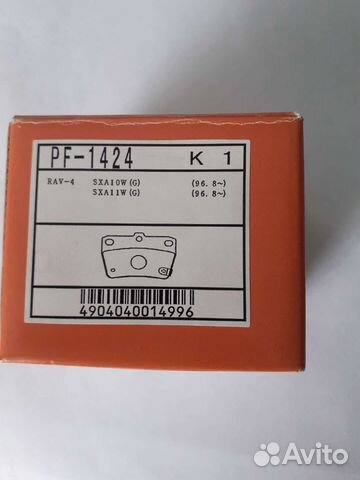 PF-1424 K 1
RAV-4 SXA10W (G) (96. 8~)
SXA11W (G) (96. 8~)
4904040014996
Avito